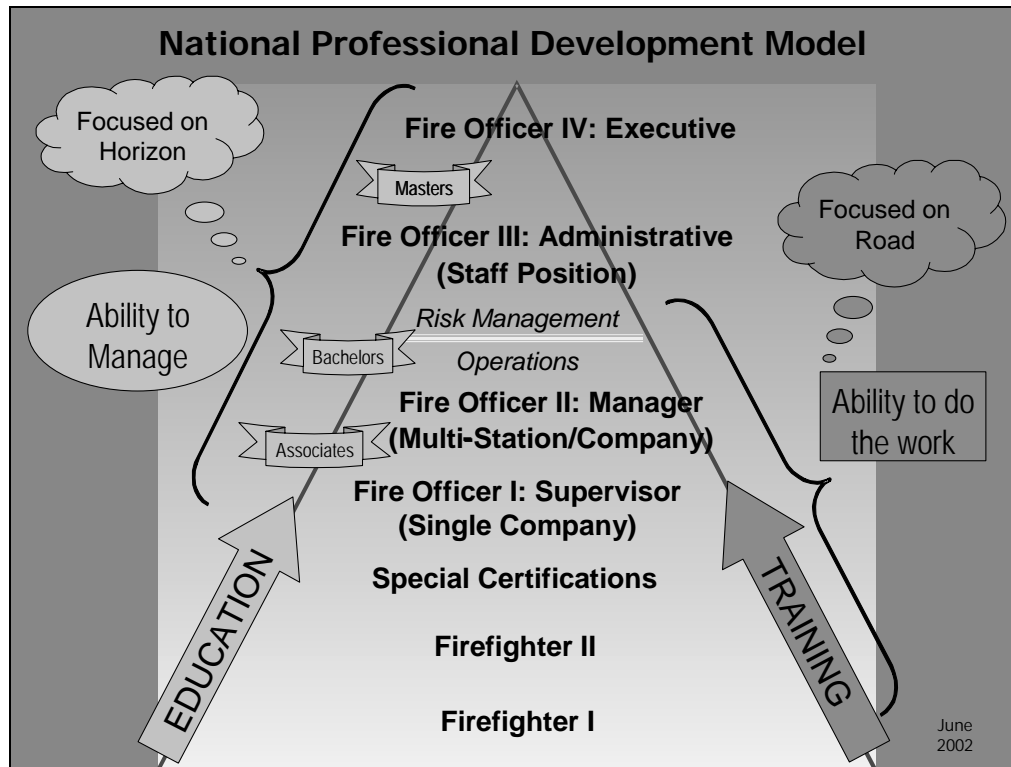 National Professional Development Model
Focused on
Horizon
Fire Officer IV: Executive
Masters
Focused on
Road
Fire Officer III: Administrative
(Staff Position)
Ability to
Manage
Risk Management
Bachelors
Operations
Fire Officer II: Manager
(Multi-Station/Company)
Ability to do
the work
Associates
Fire Officer I: Supervisor
(Single Company)
Special Certifications
EDUCATION
TRAINING
Firefighter II
Firefighter I
June
2002